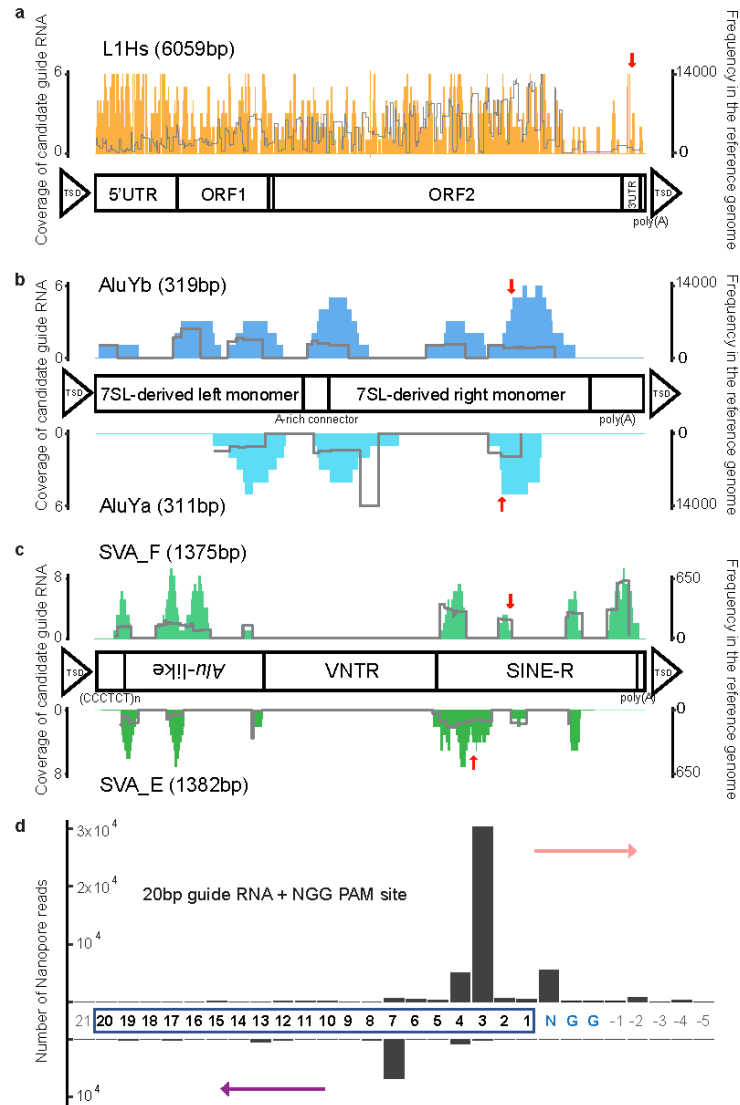 a
L1Hs (6059bp)
Coverage of candidate guide RNA
6
0
14000
0
Frequency in the reference genome
TSD
5'UTR
ORF1
ORF2
3'UTR
TSD
poly(A)
b
AluYb (319bp)
Coverage of candidate guide RNA
6
0
14000
0
Frequency in the reference genome
TSD
7SL-derived left monomer
7SL-derived right monomer
TSD
A-rich connector
poly(A)
0
6
0
14000
AluYa (311bp)
c
SVA_F (1375bp)
Coverage of candidate guide RNA
8
0
650
0
Frequency in the reference genome
TSD
Alu-like
VNTR
SINE-R
TSD
(CCCTCT)n
poly(A)
0
8
0
650
SVA_E (1382bp)
d
Number of Nanopore reads
3x10⁴
2x10⁴
10⁴
20bp guide RNA + NGG PAM site
21 20 19 18 17 16 15 14 13 12 11 10 9 8 7 6 5 4 3 2 1 N G G -1 -2 -3 -4 -5
10⁴